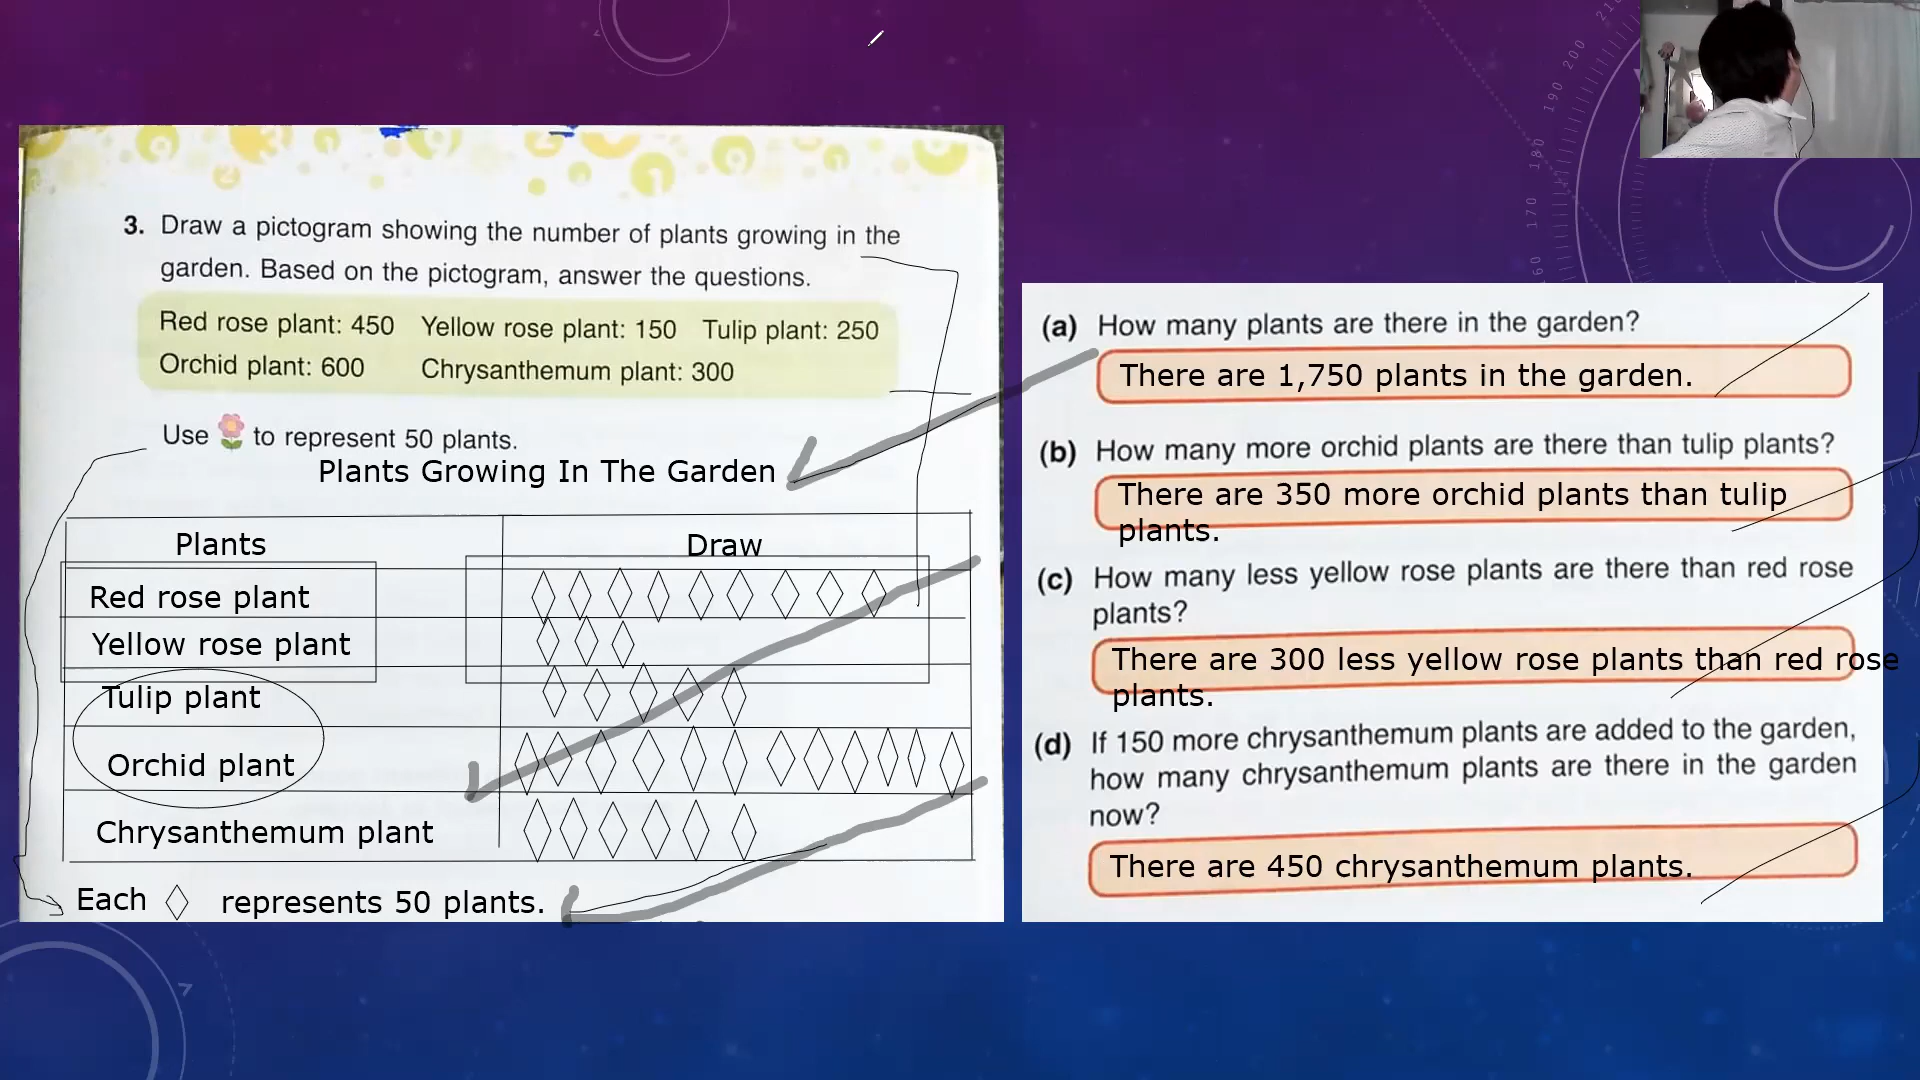 3. Draw a pictogram showing the number of plants growing in the
garden. Based on the pictogram, answer the questions.
Red rose plant: 450 Yellow rose plant: 150 Tulip plant: 250
Orchid plant: 600 Chrysanthemum plant: 300
Use to represent 50 plants.
Plants Growing In The Garden
Plants Draw
Red rose plant
Yellow rose plant
Tulip plant
Orchid plant
Chrysanthemum plant
Each represents 50 plants.
(a) How many plants are there in the garden?
There are 1,750 plants in the garden.
(b) How many more orchid plants are there than tulip plants?
There are 350 more orchid plants than tulip
plants.
(c) How many less yellow rose plants are there than red rose
plants?
There are 300 less yellow rose plants than red rose
plants.
(d) If 150 more chrysanthemum plants are added to the garden,
how many chrysanthemum plants are there in the garden
now?
There are 450 chrysanthemum plants.
210
200
190
180
170
160